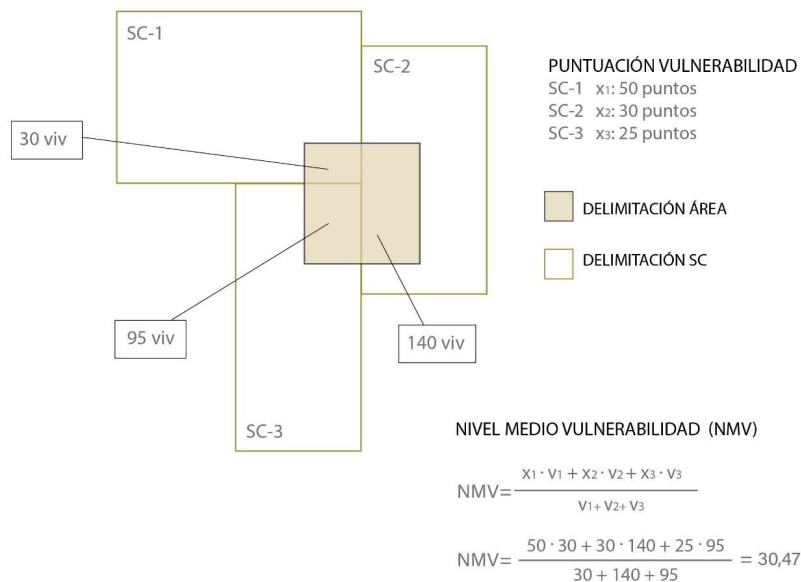 SC-1
SC-2
30 viv
95 viv
140 viv
SC-3
PUNTUACIÓN VULNERABILIDAD
SC-1 x1: 50 puntos
SC-2 x2: 30 puntos
SC-3 x3: 25 puntos
DELIMITACIÓN ÁREA
DELIMITACIÓN SC
NIVEL MEDIO VULNERABILIDAD (NMV)
NMV= x1 · v1 + x2 · v2 + x3 · v3
v1+ v2+ v3
NMV= 50 · 30 + 30 · 140 + 25 · 95 = 30,47
30 + 140 + 95